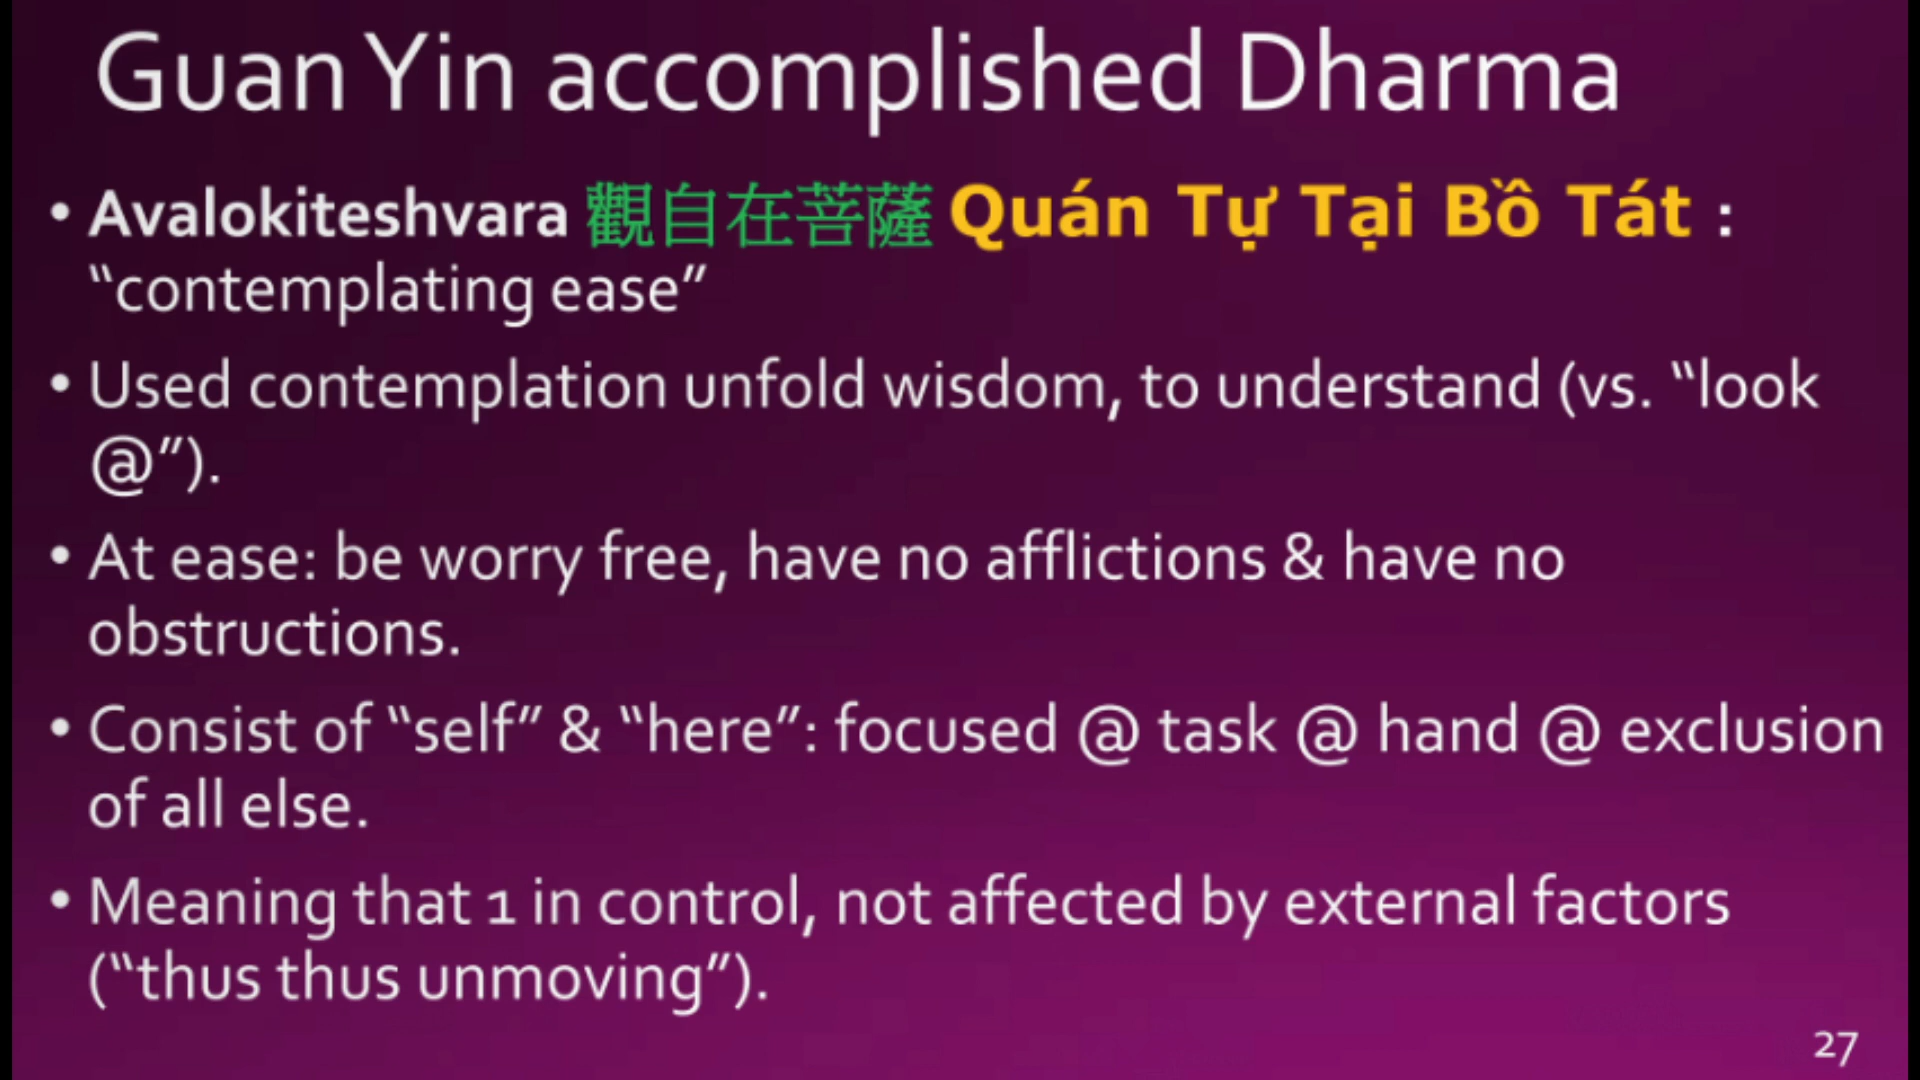 Guan Yin accomplished Dharma
• Avalokiteshvara 觀自在菩薩 Quán Tự Tại Bồ Tát :
“contemplating ease”
• Used contemplation unfold wisdom, to understand (vs. “look
@”).
• At ease: be worry free, have no afflictions & have no
obstructions.
• Consist of “self” & “here”: focused @ task @ hand @ exclusion
of all else.
• Meaning that 1 in control, not affected by external factors
(“thus thus unmoving”).
27